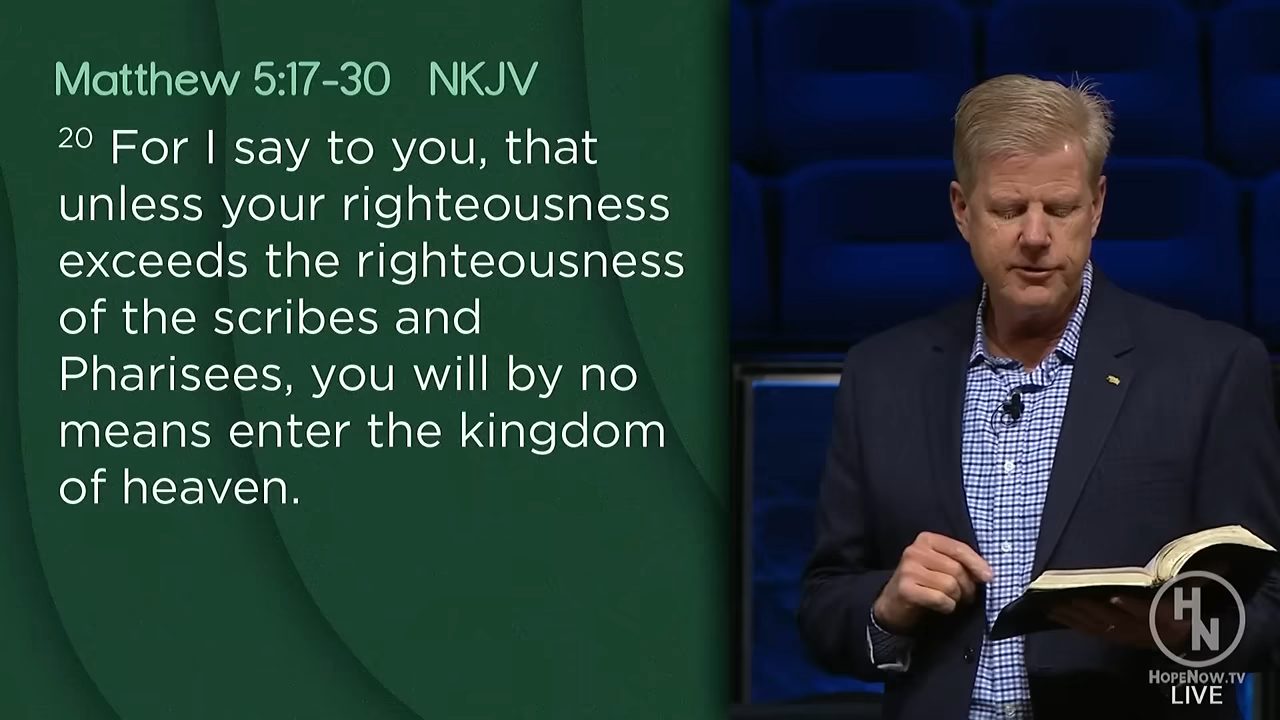 Matthew 5:17-30 NKJV
20 For I say to you, that
unless your righteousness
exceeds the righteousness
of the scribes and
Pharisees, you will by no
means enter the kingdom
of heaven.
HN
HOPENOW.TV
LIVE